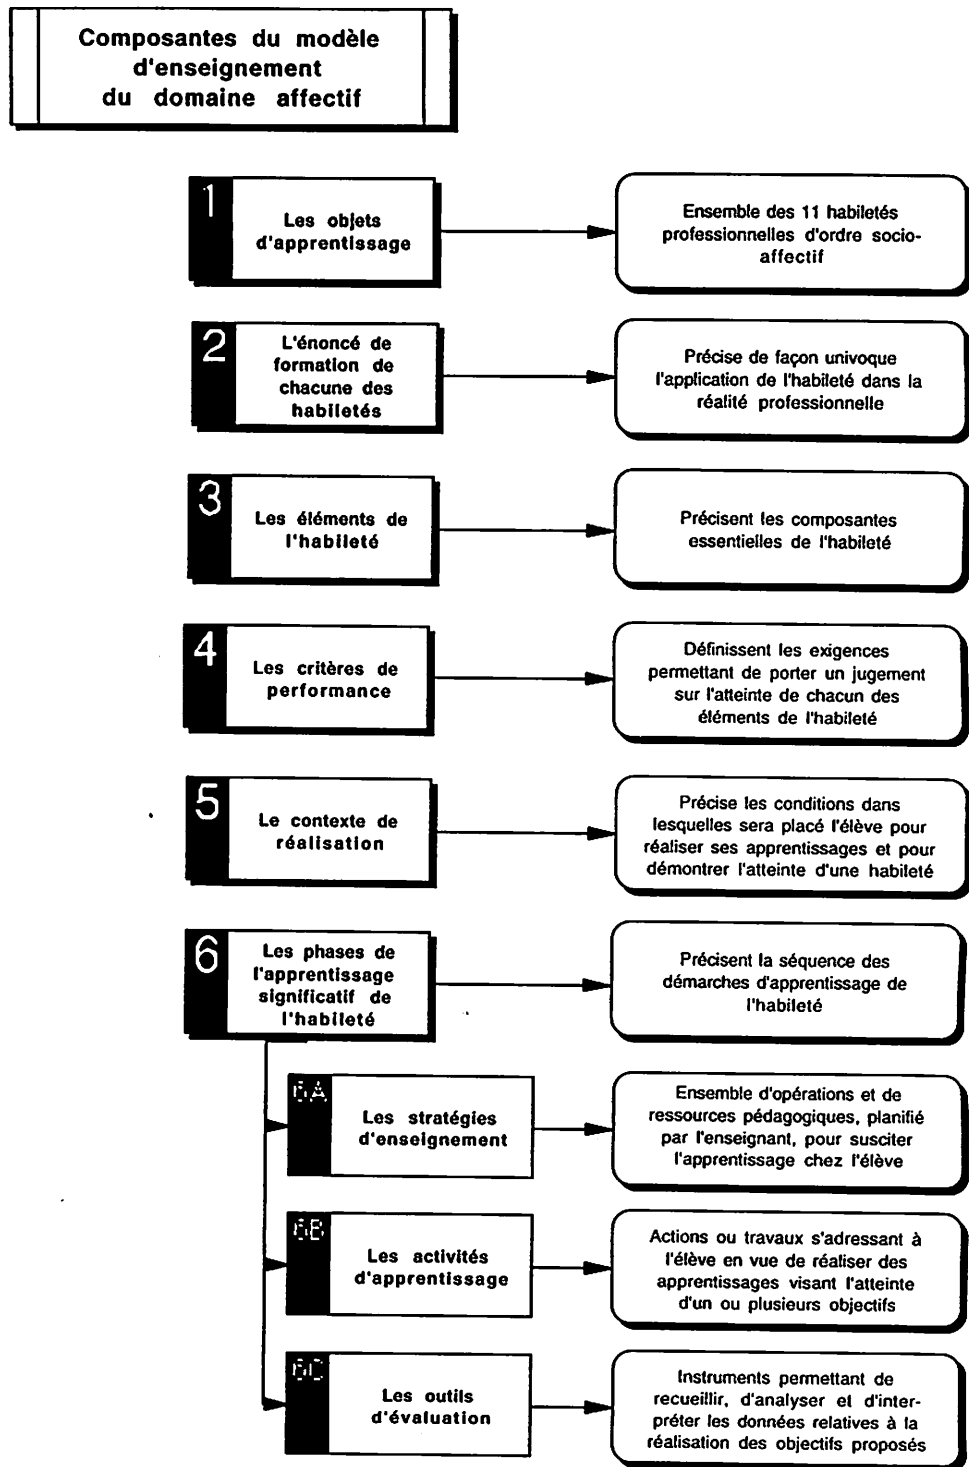 Composantes du modèle
d'enseignement
du domaine affectif
1
Les objets
d'apprentissage
Ensemble des 11 habiletés
professionnelles d'ordre socio-
affectif
2
L'énoncé de
formation de
chacune des
habiletés
Précise de façon univoque
l'application de l'habileté dans la
réalité professionnelle
3
Les éléments de
l'habileté
Précisent les composantes
essentielles de l'habileté
4
Les critères de
performance
Définissent les exigences
permettant de porter un jugement
sur l'atteinte de chacun des
éléments de l'habileté
5
Le contexte de
réalisation
Précise les conditions dans
lesquelles sera placé l'élève pour
réaliser ses apprentissages et pour
démontrer l'atteinte d'une habileté
6
Les phases de
l'apprentissage
significatif de
l'habileté
Précisent la séquence des
démarches d'apprentissage de
l'habileté
6A
Les stratégies
d'enseignement
Ensemble d'opérations et de
ressources pédagogiques, planifié
par l'enseignant, pour susciter
l'apprentissage chez l'élève
6B
Les activités
d'apprentissage
Actions ou travaux s'adressant à
l'élève en vue de réaliser des
apprentissages visant l'atteinte
d'un ou plusieurs objectifs
6C
Les outils
d'évaluation
Instruments permettant de
recueillir, d'analyser et d'inter-
préter les données relatives à la
réalisation des objectifs proposés